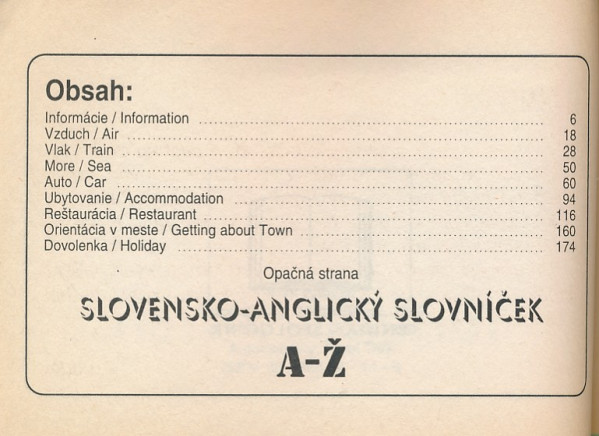 Obsah:
Informácie / Information 6
Vzduch / Air 18
Vlak / Train 28
More / Sea 50
Auto / Car 60
Ubytovanie / Accommodation 94
Reštaurácia / Restaurant 116
Orientácia v meste / Getting about Town 160
Dovolenka / Holiday 174
Opačná strana
SLOVENSKO-ANGLICKÝ SLOVNÍČEK
A-Ž